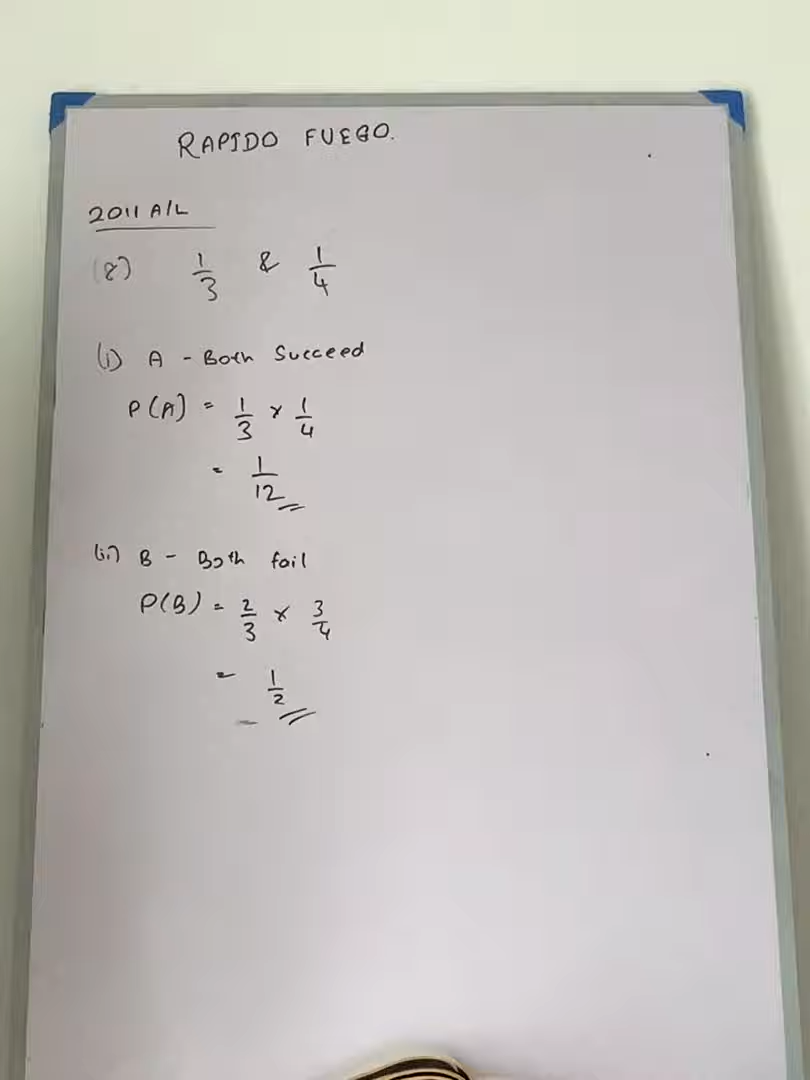 RAPIDO FUEGO.
2011 A/L
(8) 1/3 & 1/4
(i) A - Both Succeed
P(A) = 1/3 × 1/4
= 1/12
(ii) B - Both fail
P(B) = 2/3 × 3/4
= 1/2